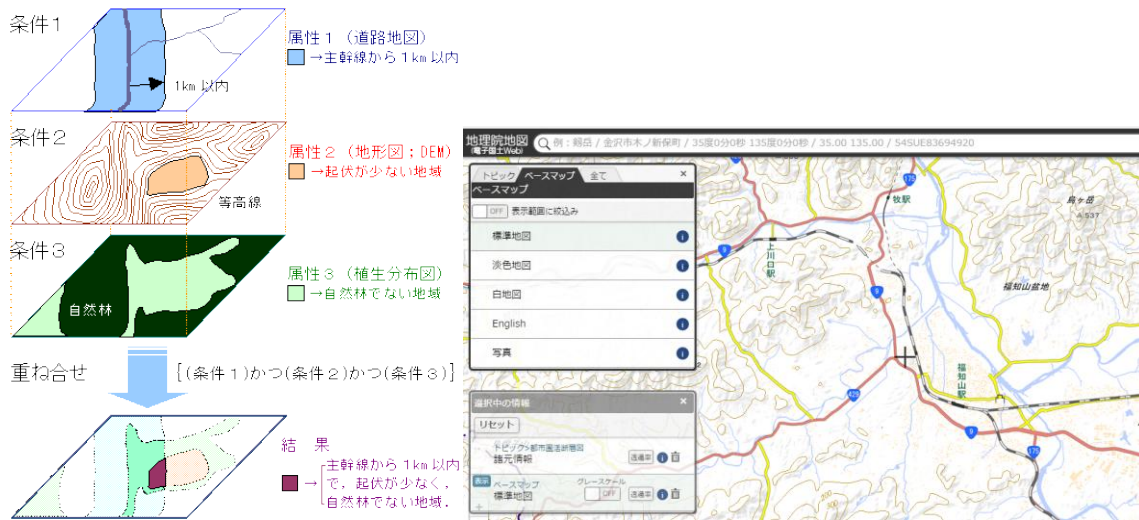 条件1
属性1(道路地図)
→主幹線から1km以内
1km以内
条件2
属性2(地形図;DEM)
→起伏が少ない地域
等高線
条件3
属性3(植生分布図)
→自然林でない地域
自然林
重ね合せ
[(条件1)かつ(条件2)かつ(条件3)]
結 果
→
主幹線から1km以内
で,起伏が少なく,
自然林でない地域.
地理院地図
(電子国土Web)
例:剱岳 / 金沢市木ノ新保町 / 35度0分0秒 135度0分0秒 / 35.00 135.00 / 54SUE83694920
トピック ベースマップ 全て ×
ベースマップ
OFF 表示範囲に絞込み
標準地図
淡色地図
白地図
English
写真
選択中の情報 ×
リセット
トピック>都市圏活断層図
諸元情報
透過率
表示
ベースマップ
標準地図
グレースケール
OFF
透過率
175
牧駅
烏ヶ岳
537
9
上川口駅
9
福知山盆地
福知山駅
429
9
175
2